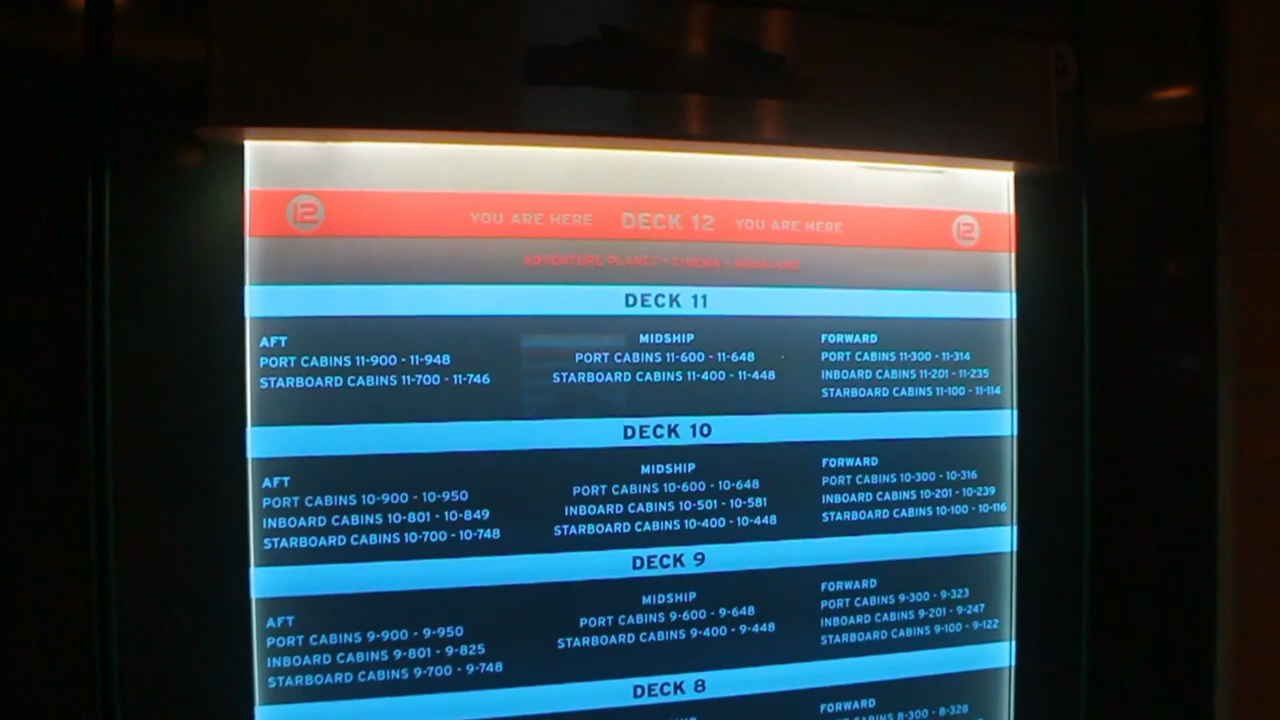 12 YOU ARE HERE DECK 12 YOU ARE HERE 12
ADVENTURE PLANET • CINEMA •
DECK 11
AFT
PORT CABINS 11-900 - 11-948
STARBOARD CABINS 11-700 - 11-746
MIDSHIP
PORT CABINS 11-600 - 11-648
STARBOARD CABINS 11-400 - 11-448
FORWARD
PORT CABINS 11-300 - 11-314
INBOARD CABINS 11-201 - 11-235
STARBOARD CABINS 11-100 - 11-114
DECK 10
AFT
PORT CABINS 10-900 - 10-950
INBOARD CABINS 10-801 - 10-849
STARBOARD CABINS 10-700 - 10-748
MIDSHIP
PORT CABINS 10-600 - 10-648
INBOARD CABINS 10-501 - 10-581
STARBOARD CABINS 10-400 - 10-448
FORWARD
PORT CABINS 10-300 - 10-316
INBOARD CABINS 10-201 - 10-239
STARBOARD CABINS 10-100 - 10-116
DECK 9
AFT
PORT CABINS 9-900 - 9-950
INBOARD CABINS 9-801 - 9-825
STARBOARD CABINS 9-700 - 9-748
MIDSHIP
PORT CABINS 9-600 - 9-648
STARBOARD CABINS 9-400 - 9-448
FORWARD
PORT CABINS 9-300 - 9-323
INBOARD CABINS 9-201 - 9-247
STARBOARD CABINS 9-100 - 9-122
DECK 8
MIDSHIP
FORWARD
PORT CABINS 8-300 - 8-328